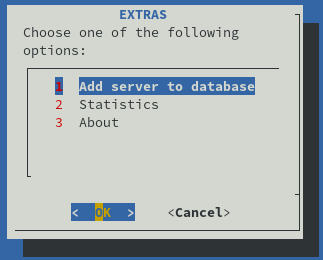 EXTRAS
Choose one of the following
options:
1 Add server to database
2 Statistics
3 About
< OK > <Cancel>